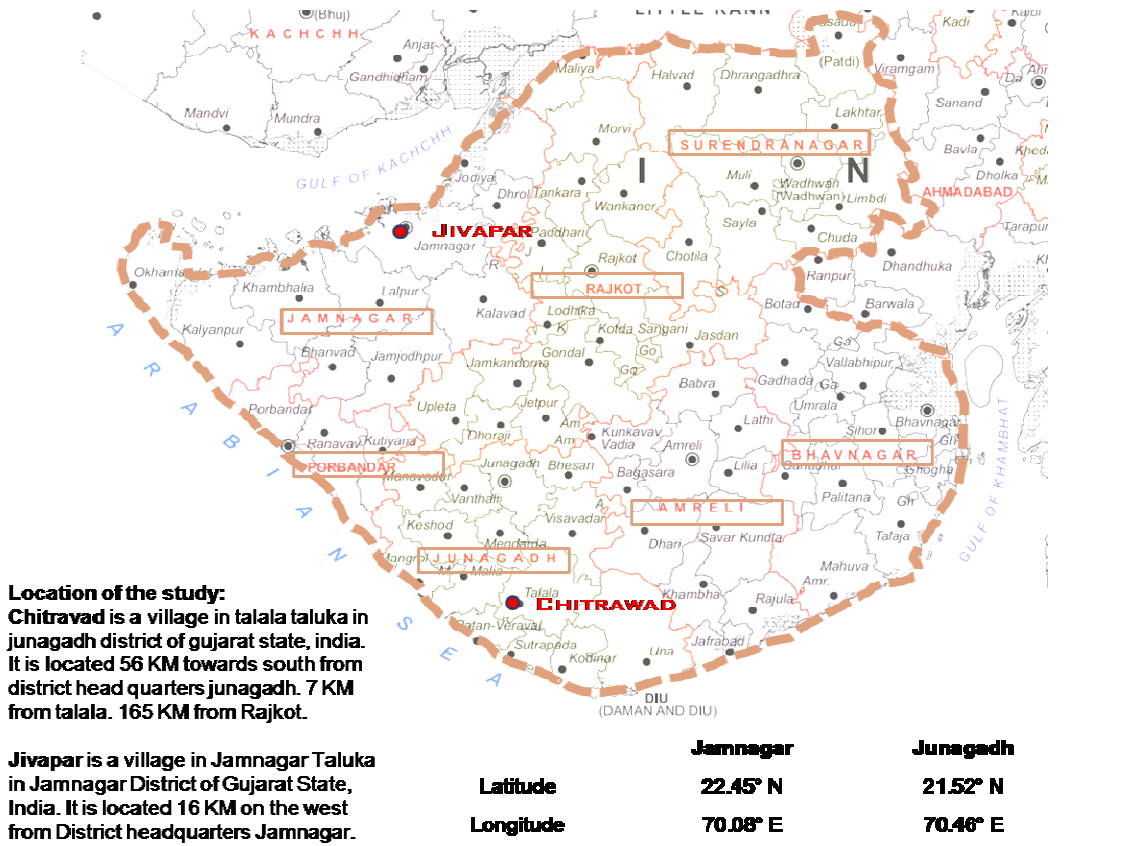 LITTLE RANN
(Bhuj)
KACHCHH
Kadi
Anjar
(Patdi)
Viramgam
Maliya
Halvad
Dhrangadhra
Gandhidham
Sanand
Mandvi
Mundra
Lakhtar
Morvi
SURENDRANAGAR
Bavla
GULF OF KACHCHH
I
N
Dholka
Jodiya
Muli
Wadhwan
(Wadhwan)
Limbdi
AHMADABAD
Dhrol
Tankara
Wankaner
Sayla
Tarapur
JIVAPAR
Paddhari
Chuda
Jamnagar
Chotila
Rajkot
Dhandhuka
Okhamandal
Ranpur
Khambhalia
Lalpur
RAJKOT
Kalavad
Lodhika
Botad
Barwala
JAMNAGAR
Kalyanpur
Kotda Sangani
Jasdan
Bhanvad
Jamjodhpur
Gondal
Vallabhipur
Jamkandorna
Babra
Gadhada
Umrala
Porbandar
Upleta
Jetpur
Lathi
Bhavnagar
Dhoraji
Sihor
Ranavav
Kutiyana
Kunkavav
Vadia
Amreli
BHAVNAGAR
PORBANDAR
Junagadh
Bhesan
Bagasara
Lilia
Ghogha
Manavadar
Vanthali
Palitana
AMRELI
Keshod
Visavadar
Savar Kundta
Talaja
Mendarda
Dhari
JUNAGADH
Mangrol
Malia
Mahuva
Khambha
Rajula
Talala
CHITRAWAD
Patan-Veraval
Sutrapada
Jafrabad
Kodinar
Una
ARABIAN SEA
GULF OF KHAMBHAT
DIU
(DAMAN AND DIU)
Location of the study:
Chitravad is a village in talala taluka in
junagadh district of gujarat state, india.
It is located 56 KM towards south from
district head quarters junagadh. 7 KM
from talala. 165 KM from Rajkot.
Jivapar is a village in Jamnagar Taluka
in Jamnagar District of Gujarat State,
India. It is located 16 KM on the west
from District headquarters Jamnagar.
Jamnagar Junagadh
Latitude 22.45° N 21.52° N
Longitude 70.08° E 70.46° E